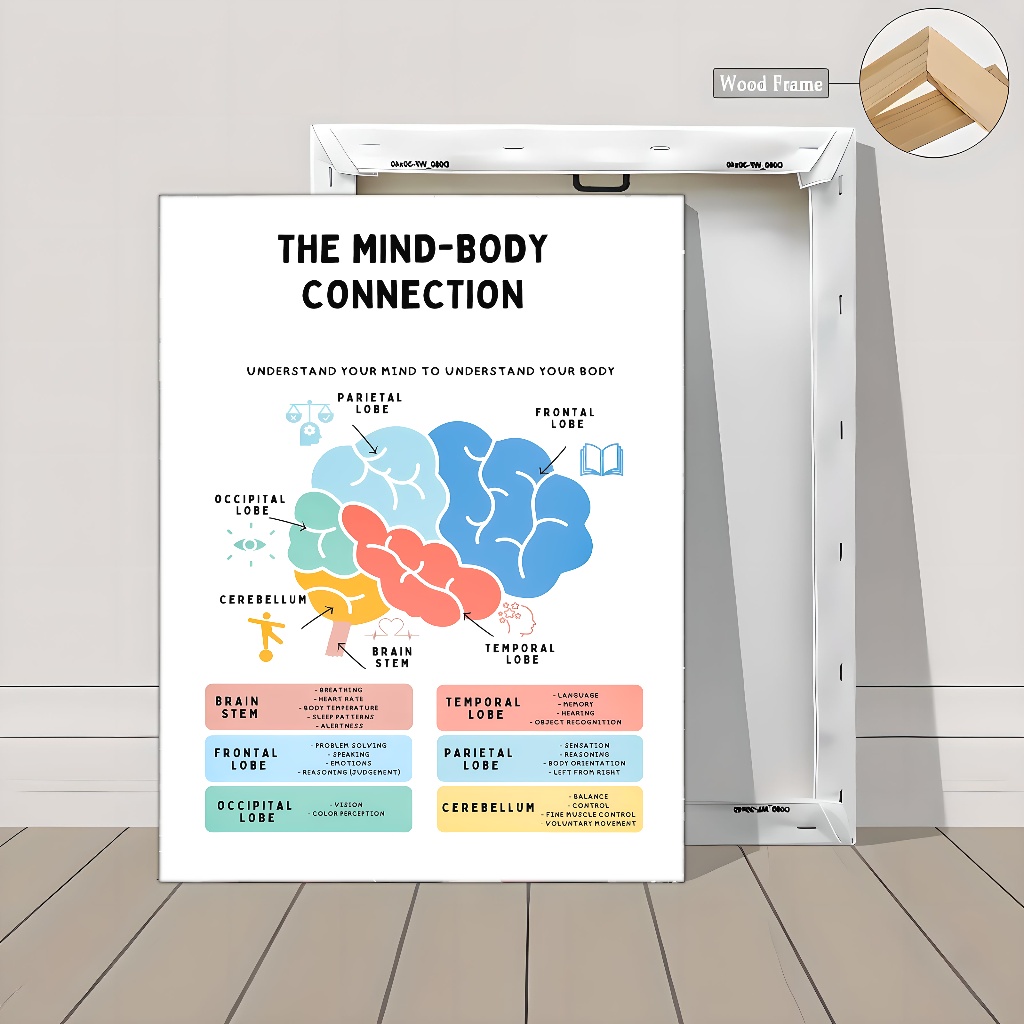 Wood Frame
THE MIND-BODY
CONNECTION
UNDERSTAND YOUR MIND TO UNDERSTAND YOUR BODY
PARIETAL
LOBE
FRONTAL
LOBE
OCCIPITAL
LOBE
CEREBELLUM
BRAIN
STEM
TEMPORAL
LOBE
BRAIN
STEM
- BREATHING
- HEART RATE
- BODY TEMPERATURE
- SLEEP PATTERNS
- ALERTNESS
TEMPORAL
LOBE
- LANGUAGE
- MEMORY
- HEARING
- OBJECT RECOGNITION
FRONTAL
LOBE
- PROBLEM SOLVING
- SPEAKING
- EMOTIONS
- REASONING (JUDGEMENT)
PARIETAL
LOBE
- SENSATION
- REASONING
- BODY ORIENTATION
- LEFT FROM RIGHT
OCCIPITAL
LOBE
- VISION
- COLOR PERCEPTION
CEREBELLUM
- BALANCE
- CONTROL
- FINE MUSCLE CONTROL
- VOLUNTARY MOVEMENT